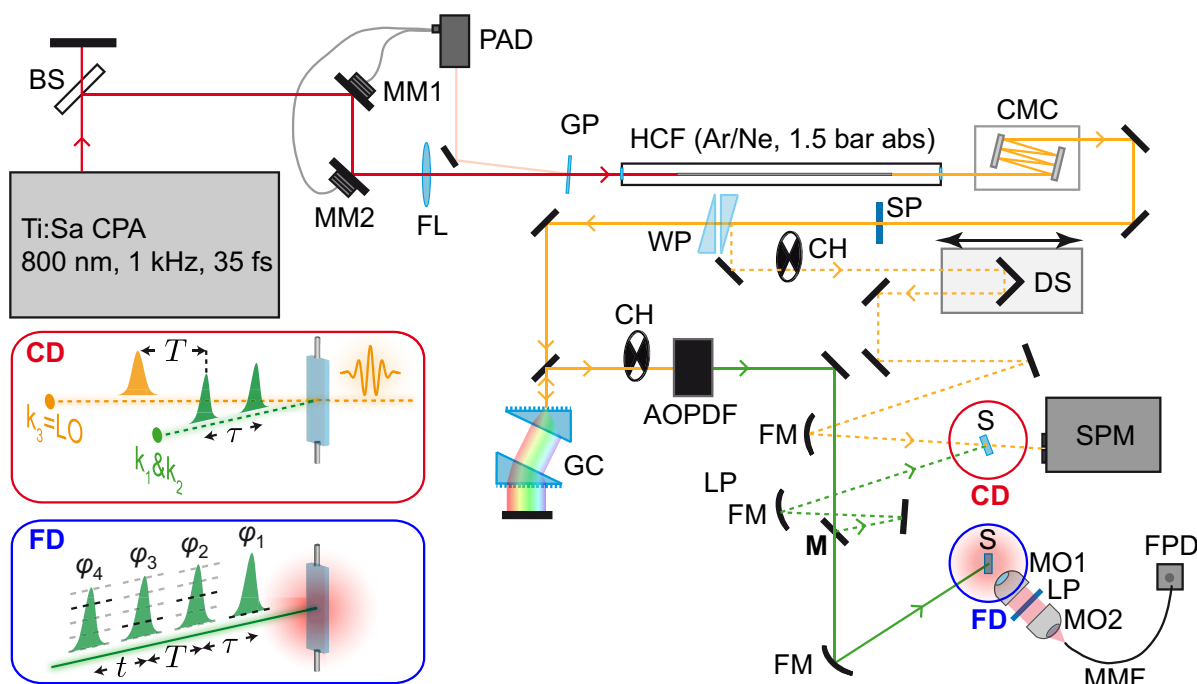 PAD
BS
MM1
MM2
FL
GP
HCF (Ar/Ne, 1.5 bar abs)
CMC
Ti:Sa CPA
800 nm, 1 kHz, 35 fs
WP
SP
CH
DS
CH
AOPDF
GC
FM
LP
FM
M
S
CD
SPM
S
MO1
LP
FD
MO2
FPD
FM
MMF
CD
T
k₃=LO
τ
k₁&k₂
FD
φ₄
φ₃
φ₂
φ₁
t
T
τ